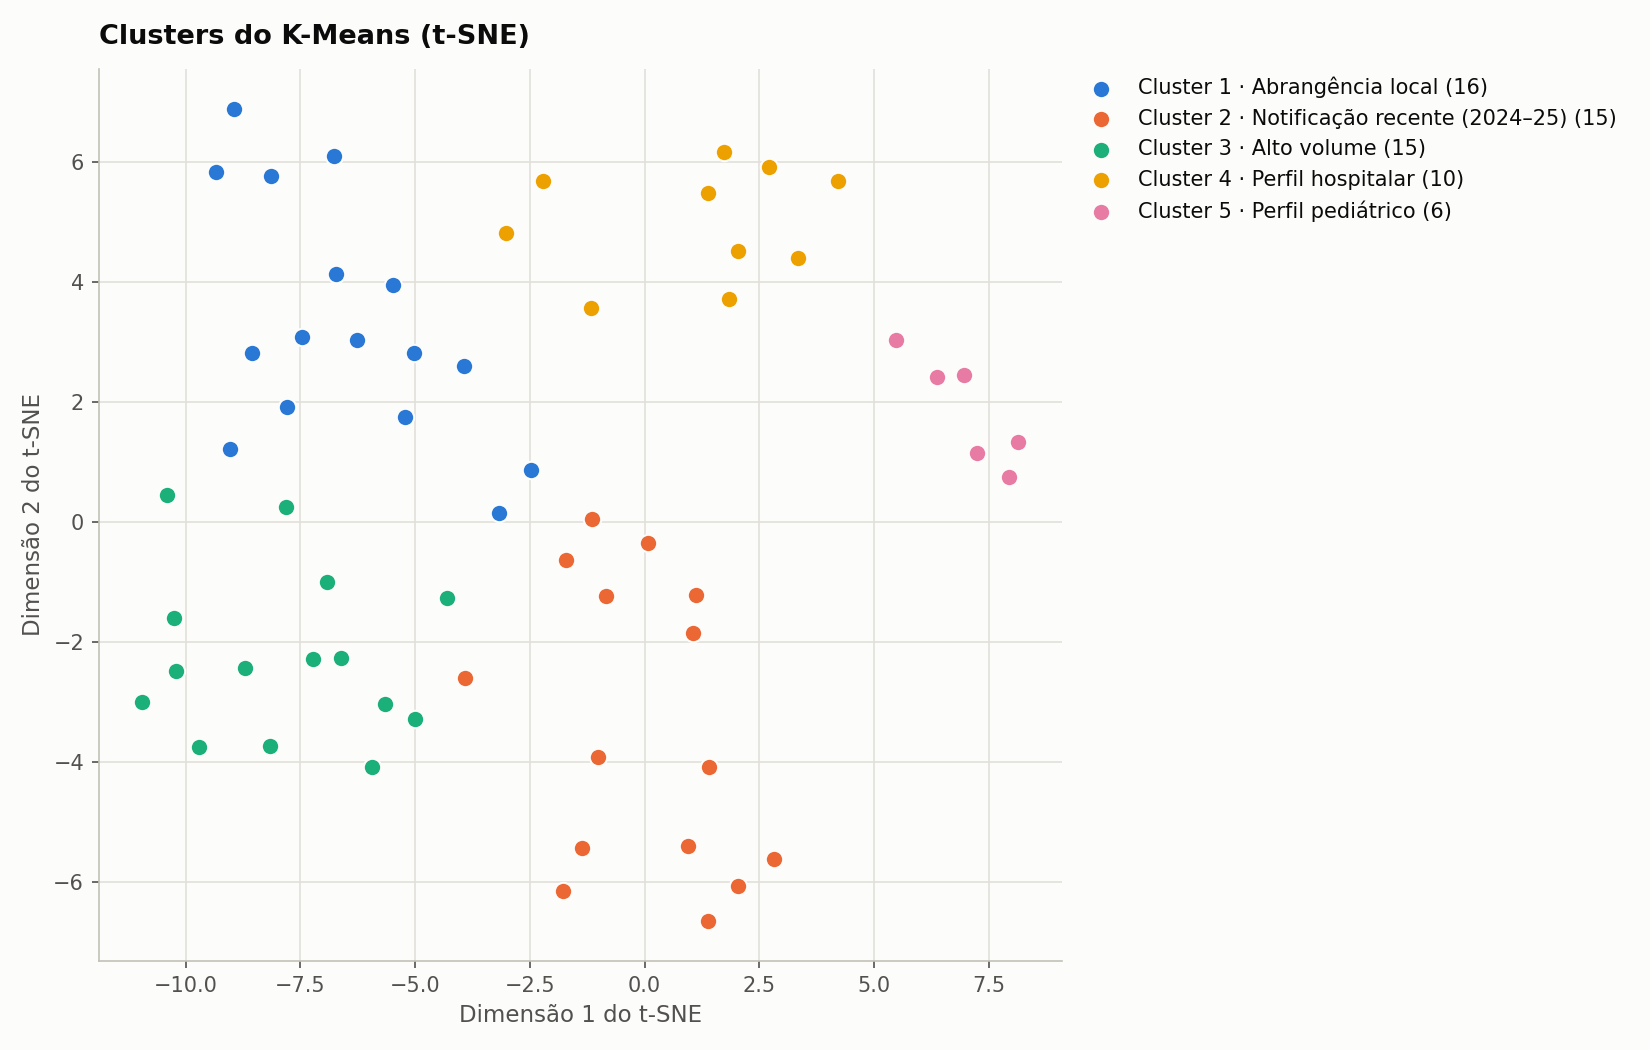 Clusters do K-Means (t-SNE)
Cluster 1 · Abrangência local (16)
Cluster 2 · Notificação recente (2024–25) (15)
Cluster 3 · Alto volume (15)
Cluster 4 · Perfil hospitalar (10)
Cluster 5 · Perfil pediátrico (6)
Dimensão 2 do t-SNE
6
4
2
0
−2
−4
−6
−10.0 −7.5 −5.0 −2.5 0.0 2.5 5.0 7.5
Dimensão 1 do t-SNE